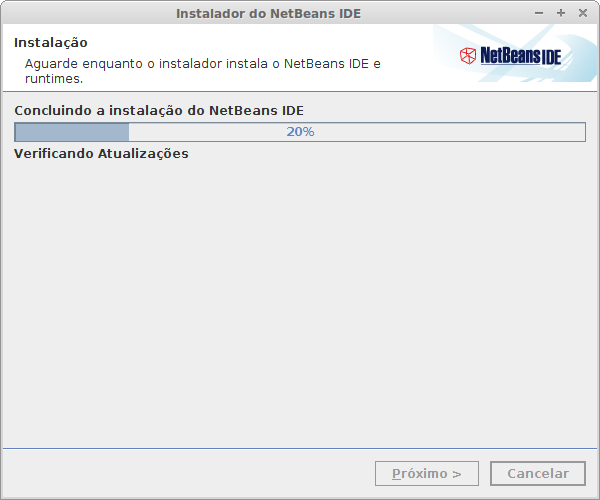 Instalador do NetBeans IDE
Instalação
Aguarde enquanto o instalador instala o NetBeans IDE e
runtimes.
NetBeans IDE
Concluindo a instalação do NetBeans IDE
20%
Verificando Atualizações
Próximo >
Cancelar